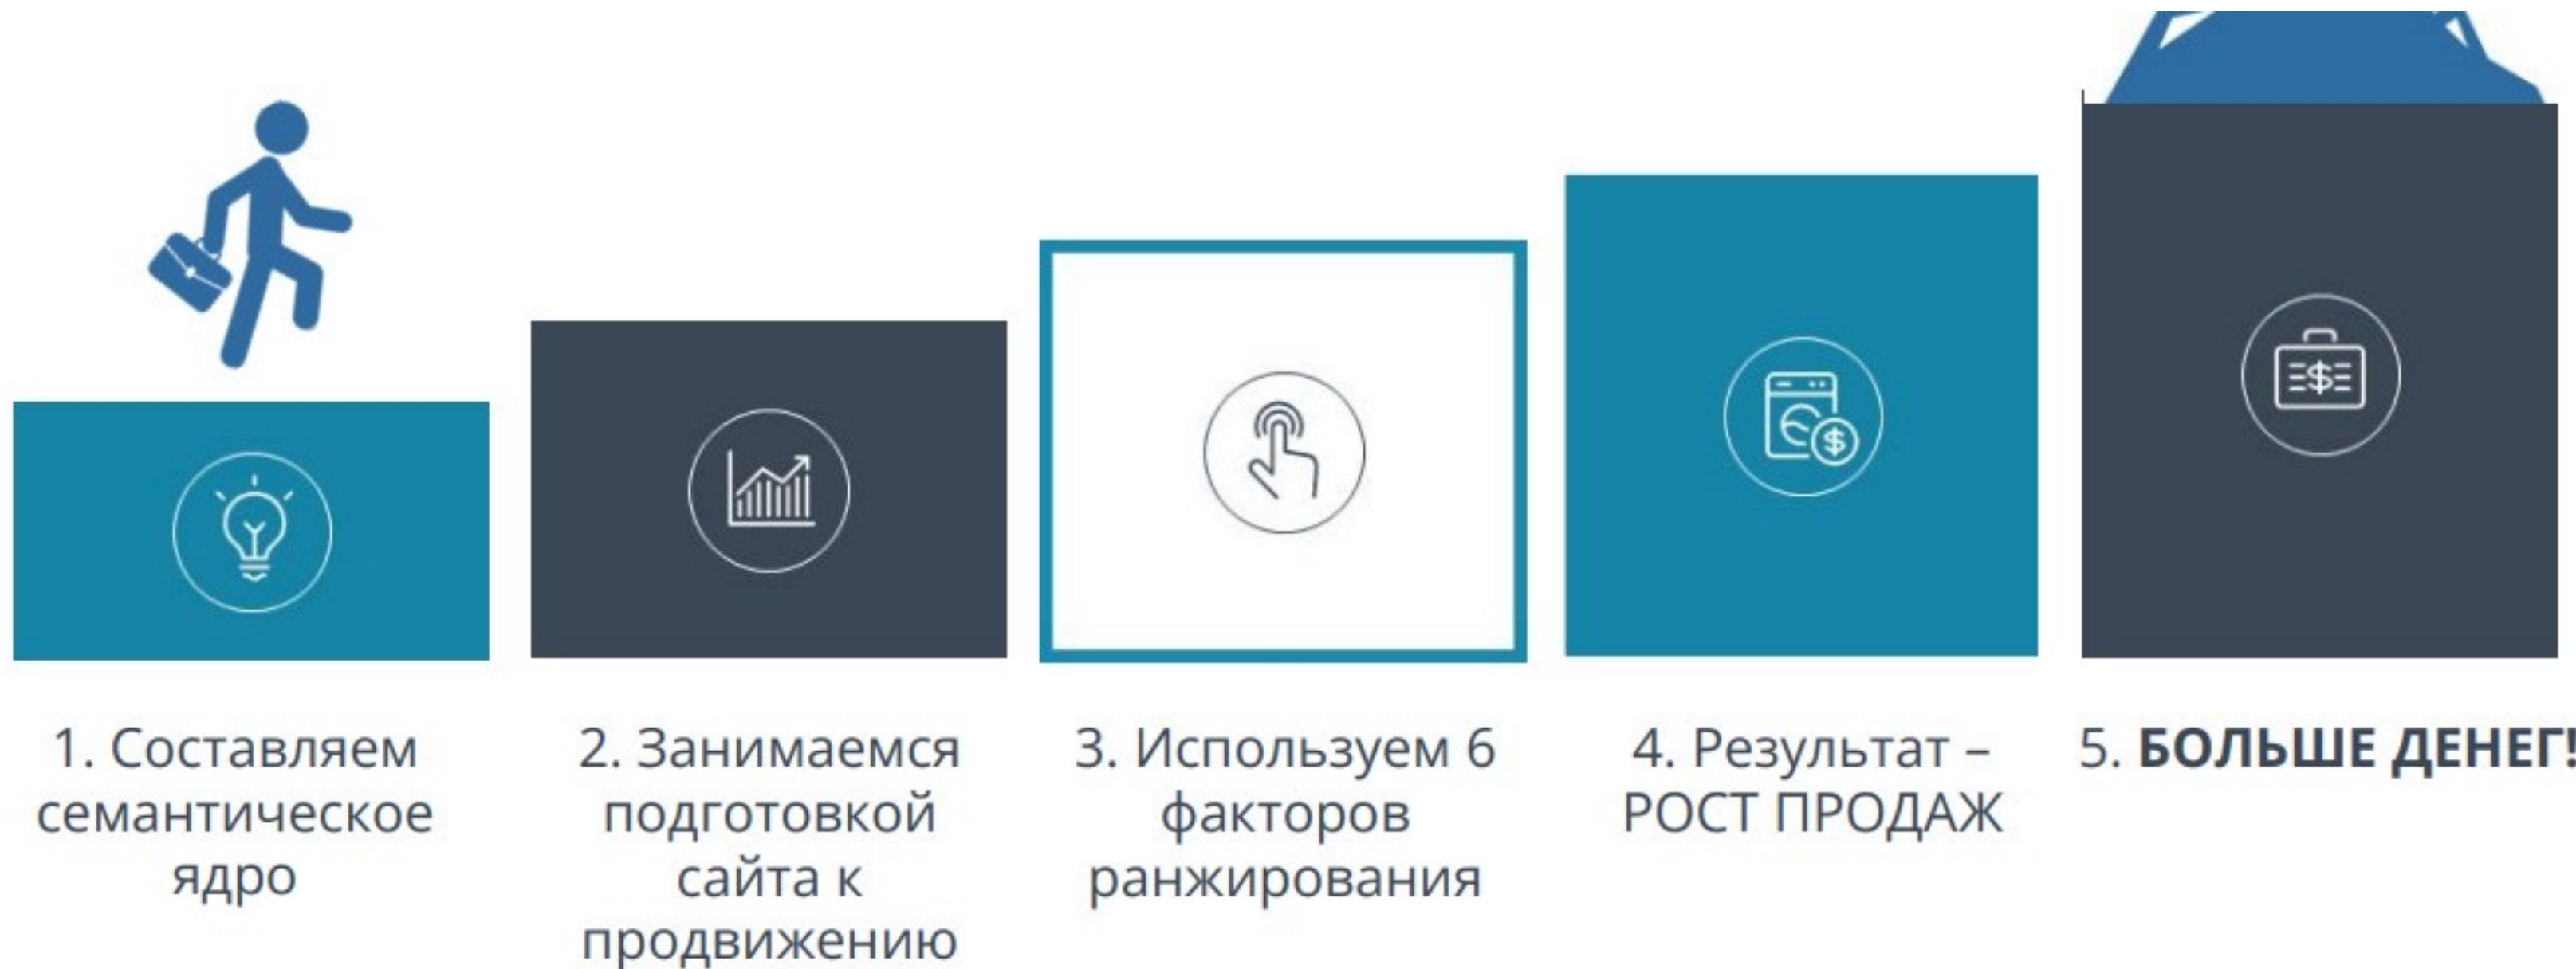 1. Составляем
семантическое
ядро
2. Занимаемся
подготовкой
сайта к
продвижению
3. Используем 6
факторов
ранжирования
4. Результат –
РОСТ ПРОДАЖ
5. БОЛЬШЕ ДЕНЕГ!